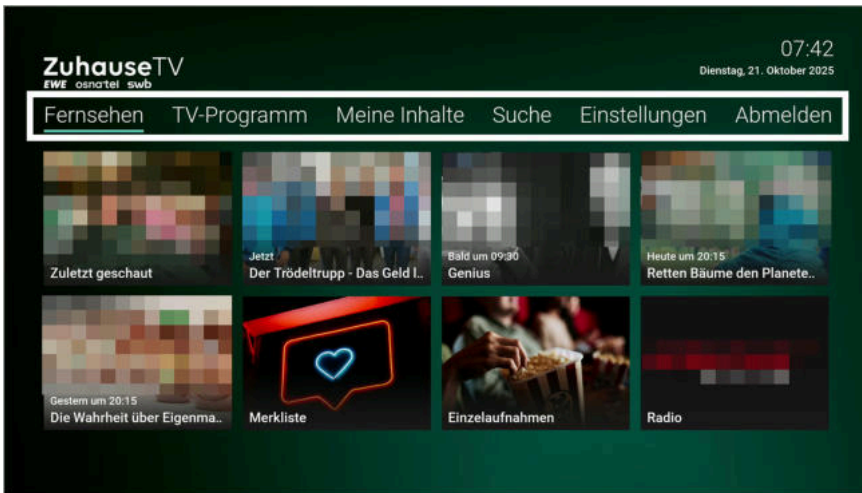 07:42
ZuhauseTV
Dienstag, 21. Oktober 2025
EWE osnatel swb
Fernsehen TV-Programm Meine Inhalte Suche Einstellungen Abmelden
Jetzt
Bald um 09:30
Heute um 20:15
Zuletzt geschaut
Der Trödeltrupp - Das Geld l..
Genius
Retten Bäume den Planete..
Gestern um 20:15
Die Wahrheit über Eigenma..
Merkliste
Einzelaufnahmen
Radio